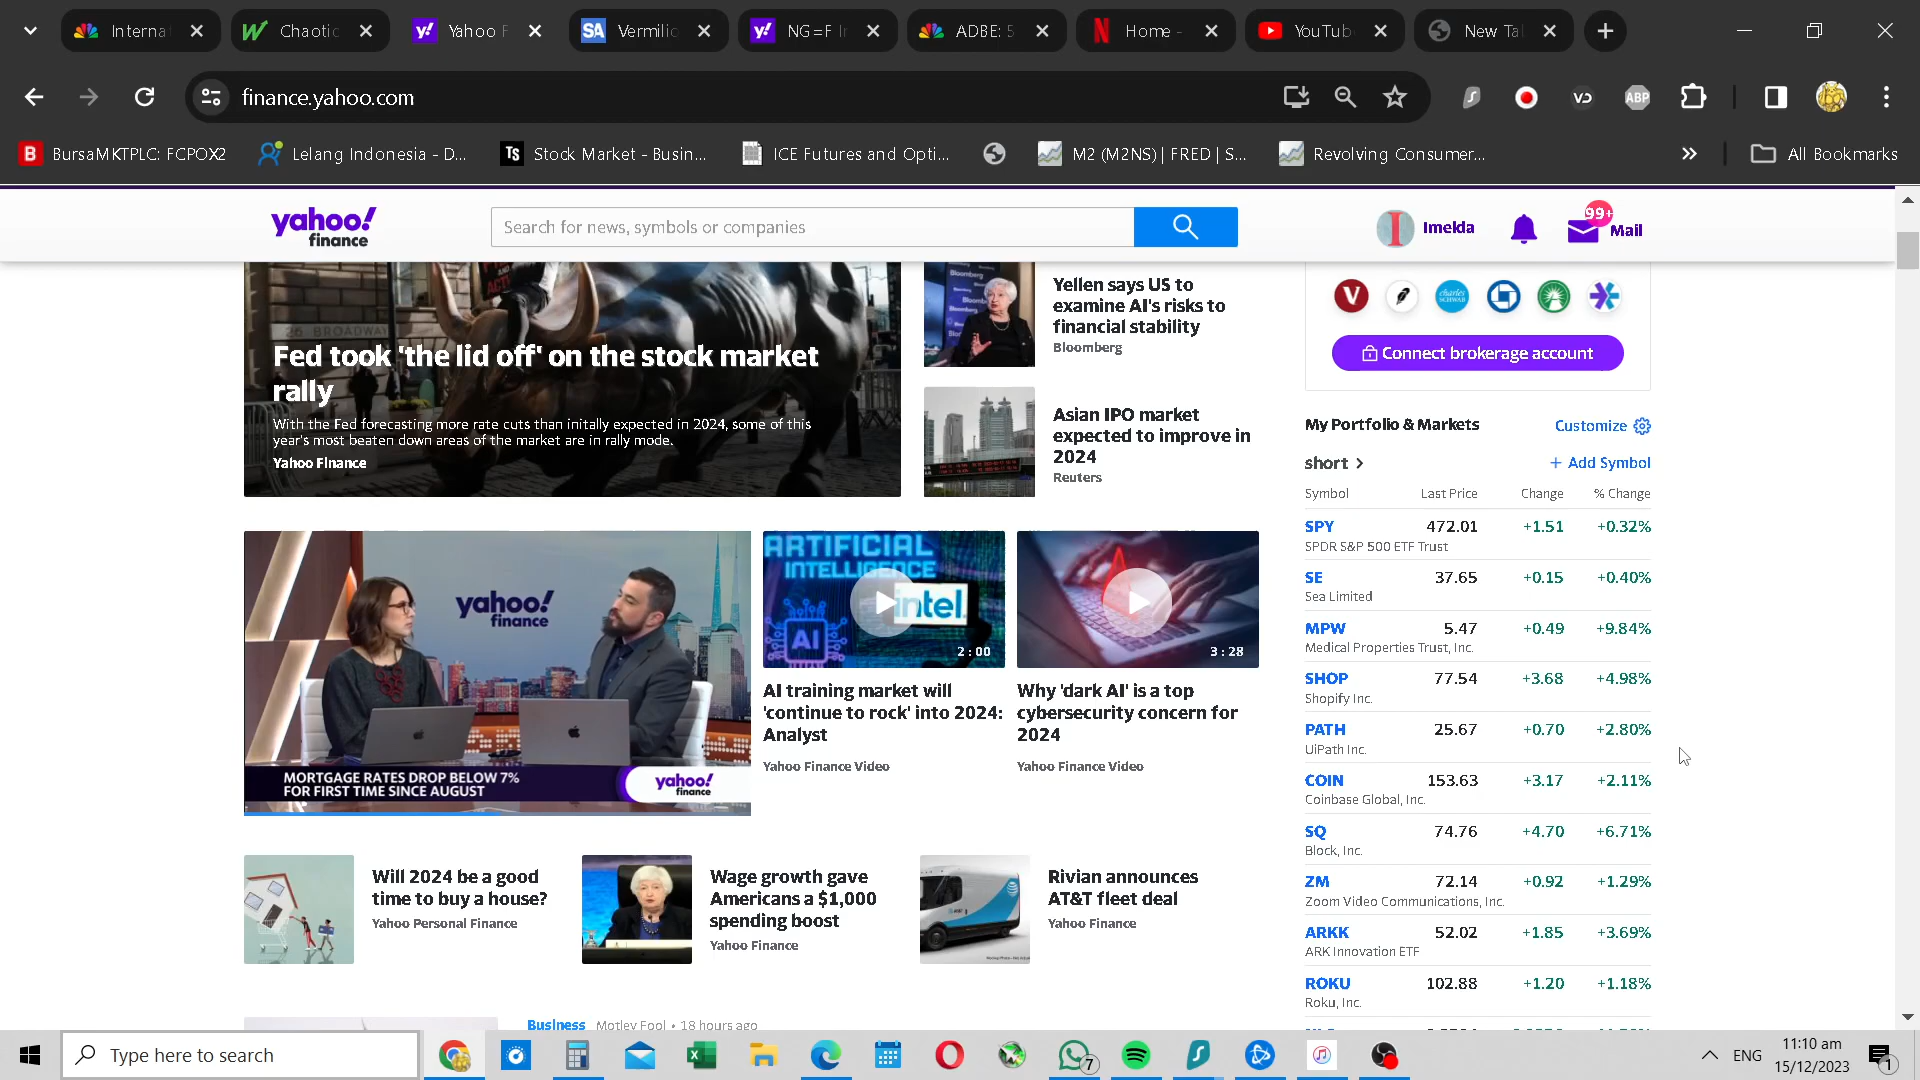 Interna
Chaotic
Yahoo F
SA
Vermilic
NG=F In
ADBE: 5
Home -
YouTub
New Tab
finance.yahoo.com
VD
ABP
B
BursaMKTPLC: FCPOX2
Lelang Indonesia - D...
Ts
Stock Market - Busin...
ICE Futures and Opti...
M2 (M2NS) | FRED | S...
Revolving Consumer...
All Bookmarks
yahoo!
finance
Search for news, symbols or companies
I
Imelda
99+
Mail
26 BROADWAY
Fed took 'the lid off' on the stock market
rally
With the Fed forecasting more rate cuts than initally expected in 2024, some of this
year's most beaten down areas of the market are in rally mode.
Yahoo Finance
Bloomberg
Yellen says US to
examine AI's risks to
financial stability
Bloomberg
Asian IPO market
expected to improve in
2024
Reuters
V
charles
SCHWAB
Connect brokerage account
My Portfolio & Markets
Customize
short >
+ Add Symbol
Symbol Last Price Change % Change
SPY 472.01 +1.51 +0.32%
SPDR S&P 500 ETF Trust
SE 37.65 +0.15 +0.40%
Sea Limited
MPW 5.47 +0.49 +9.84%
Medical Properties Trust, Inc.
SHOP 77.54 +3.68 +4.98%
Shopify Inc.
PATH 25.67 +0.70 +2.80%
UiPath Inc.
COIN 153.63 +3.17 +2.11%
Coinbase Global, Inc.
SQ 74.76 +4.70 +6.71%
Block, Inc.
ZM 72.14 +0.92 +1.29%
Zoom Video Communications, Inc.
ARKK 52.02 +1.85 +3.69%
ARK Innovation ETF
ROKU 102.88 +1.20 +1.18%
Roku, Inc.
yahoo!
finance
MORTGAGE RATES DROP BELOW 7%
FOR FIRST TIME SINCE AUGUST
yahoo!
finance
ARTIFICIAL
INTELLIGENCE
intel.
AI
2:00
AI training market will
'continue to rock' into 2024:
Analyst
Yahoo Finance Video
3:28
Why 'dark AI' is a top
cybersecurity concern for
2024
Yahoo Finance Video
Will 2024 be a good
time to buy a house?
Yahoo Personal Finance
Wage growth gave
Americans a $1,000
spending boost
Yahoo Finance
AT&T
Rivian announces
AT&T fleet deal
Yahoo Finance
Business Motley Fool • 18 hours ago
Type here to search
7
ENG
11:10 am
15/12/2023
1